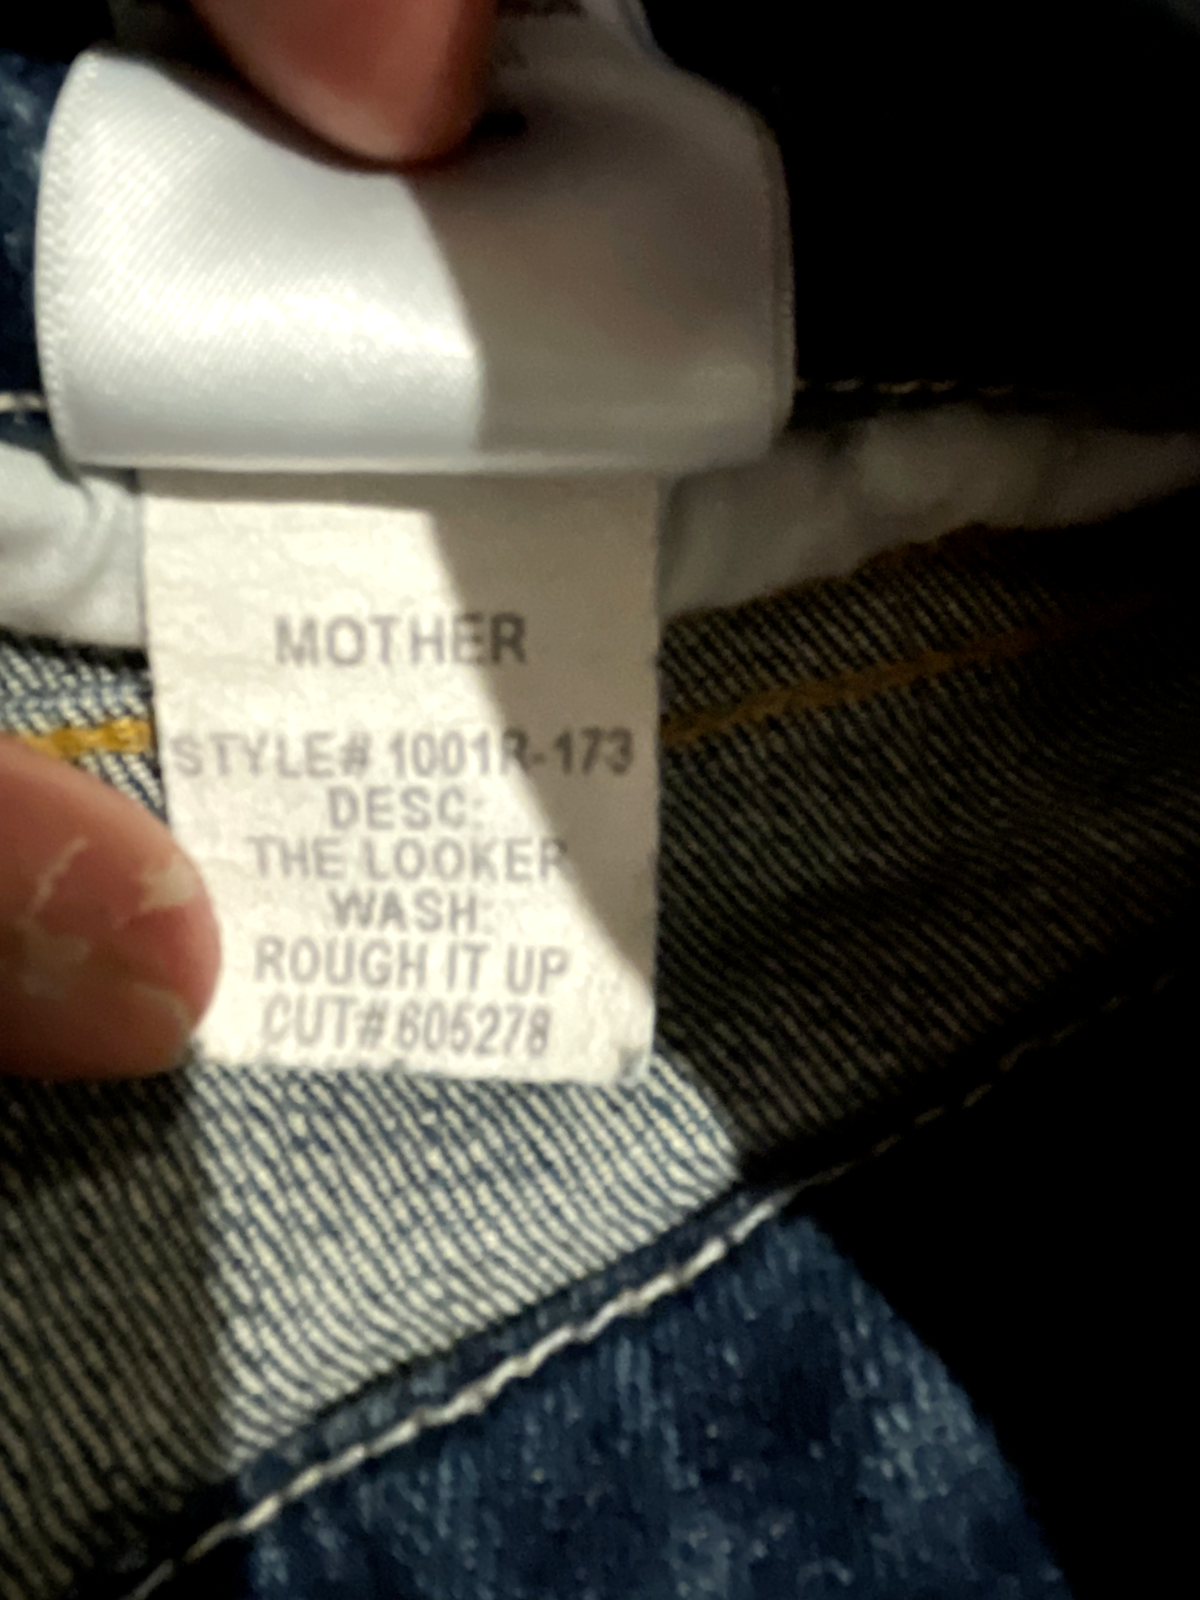 MOTHER
STYLE# 1001R-173
DESC:
THE LOOKER
WASH:
ROUGH IT UP
CUT# 605278